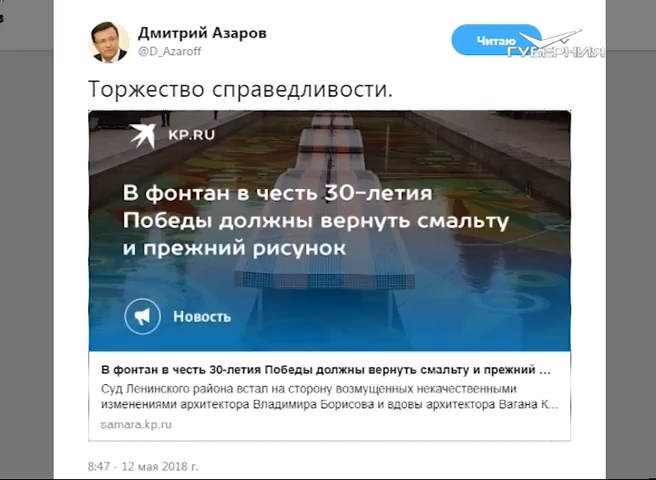 Дмитрий Азаров
@D_Azaroff
Читаю
ГУБЕРНИЯ
Торжество справедливости.
KP.RU
В фонтан в честь 30-летия
Победы должны вернуть смальту
и прежний рисунок
Новость
В фонтан в честь 30-летия Победы должны вернуть смальту и прежний ...
Суд Ленинского района встал на сторону возмущенных некачественными
изменениями архитектора Владимира Борисова и вдовы архитектора Вагана К...
samara.kp.ru
8:47 - 12 мая 2018 г.